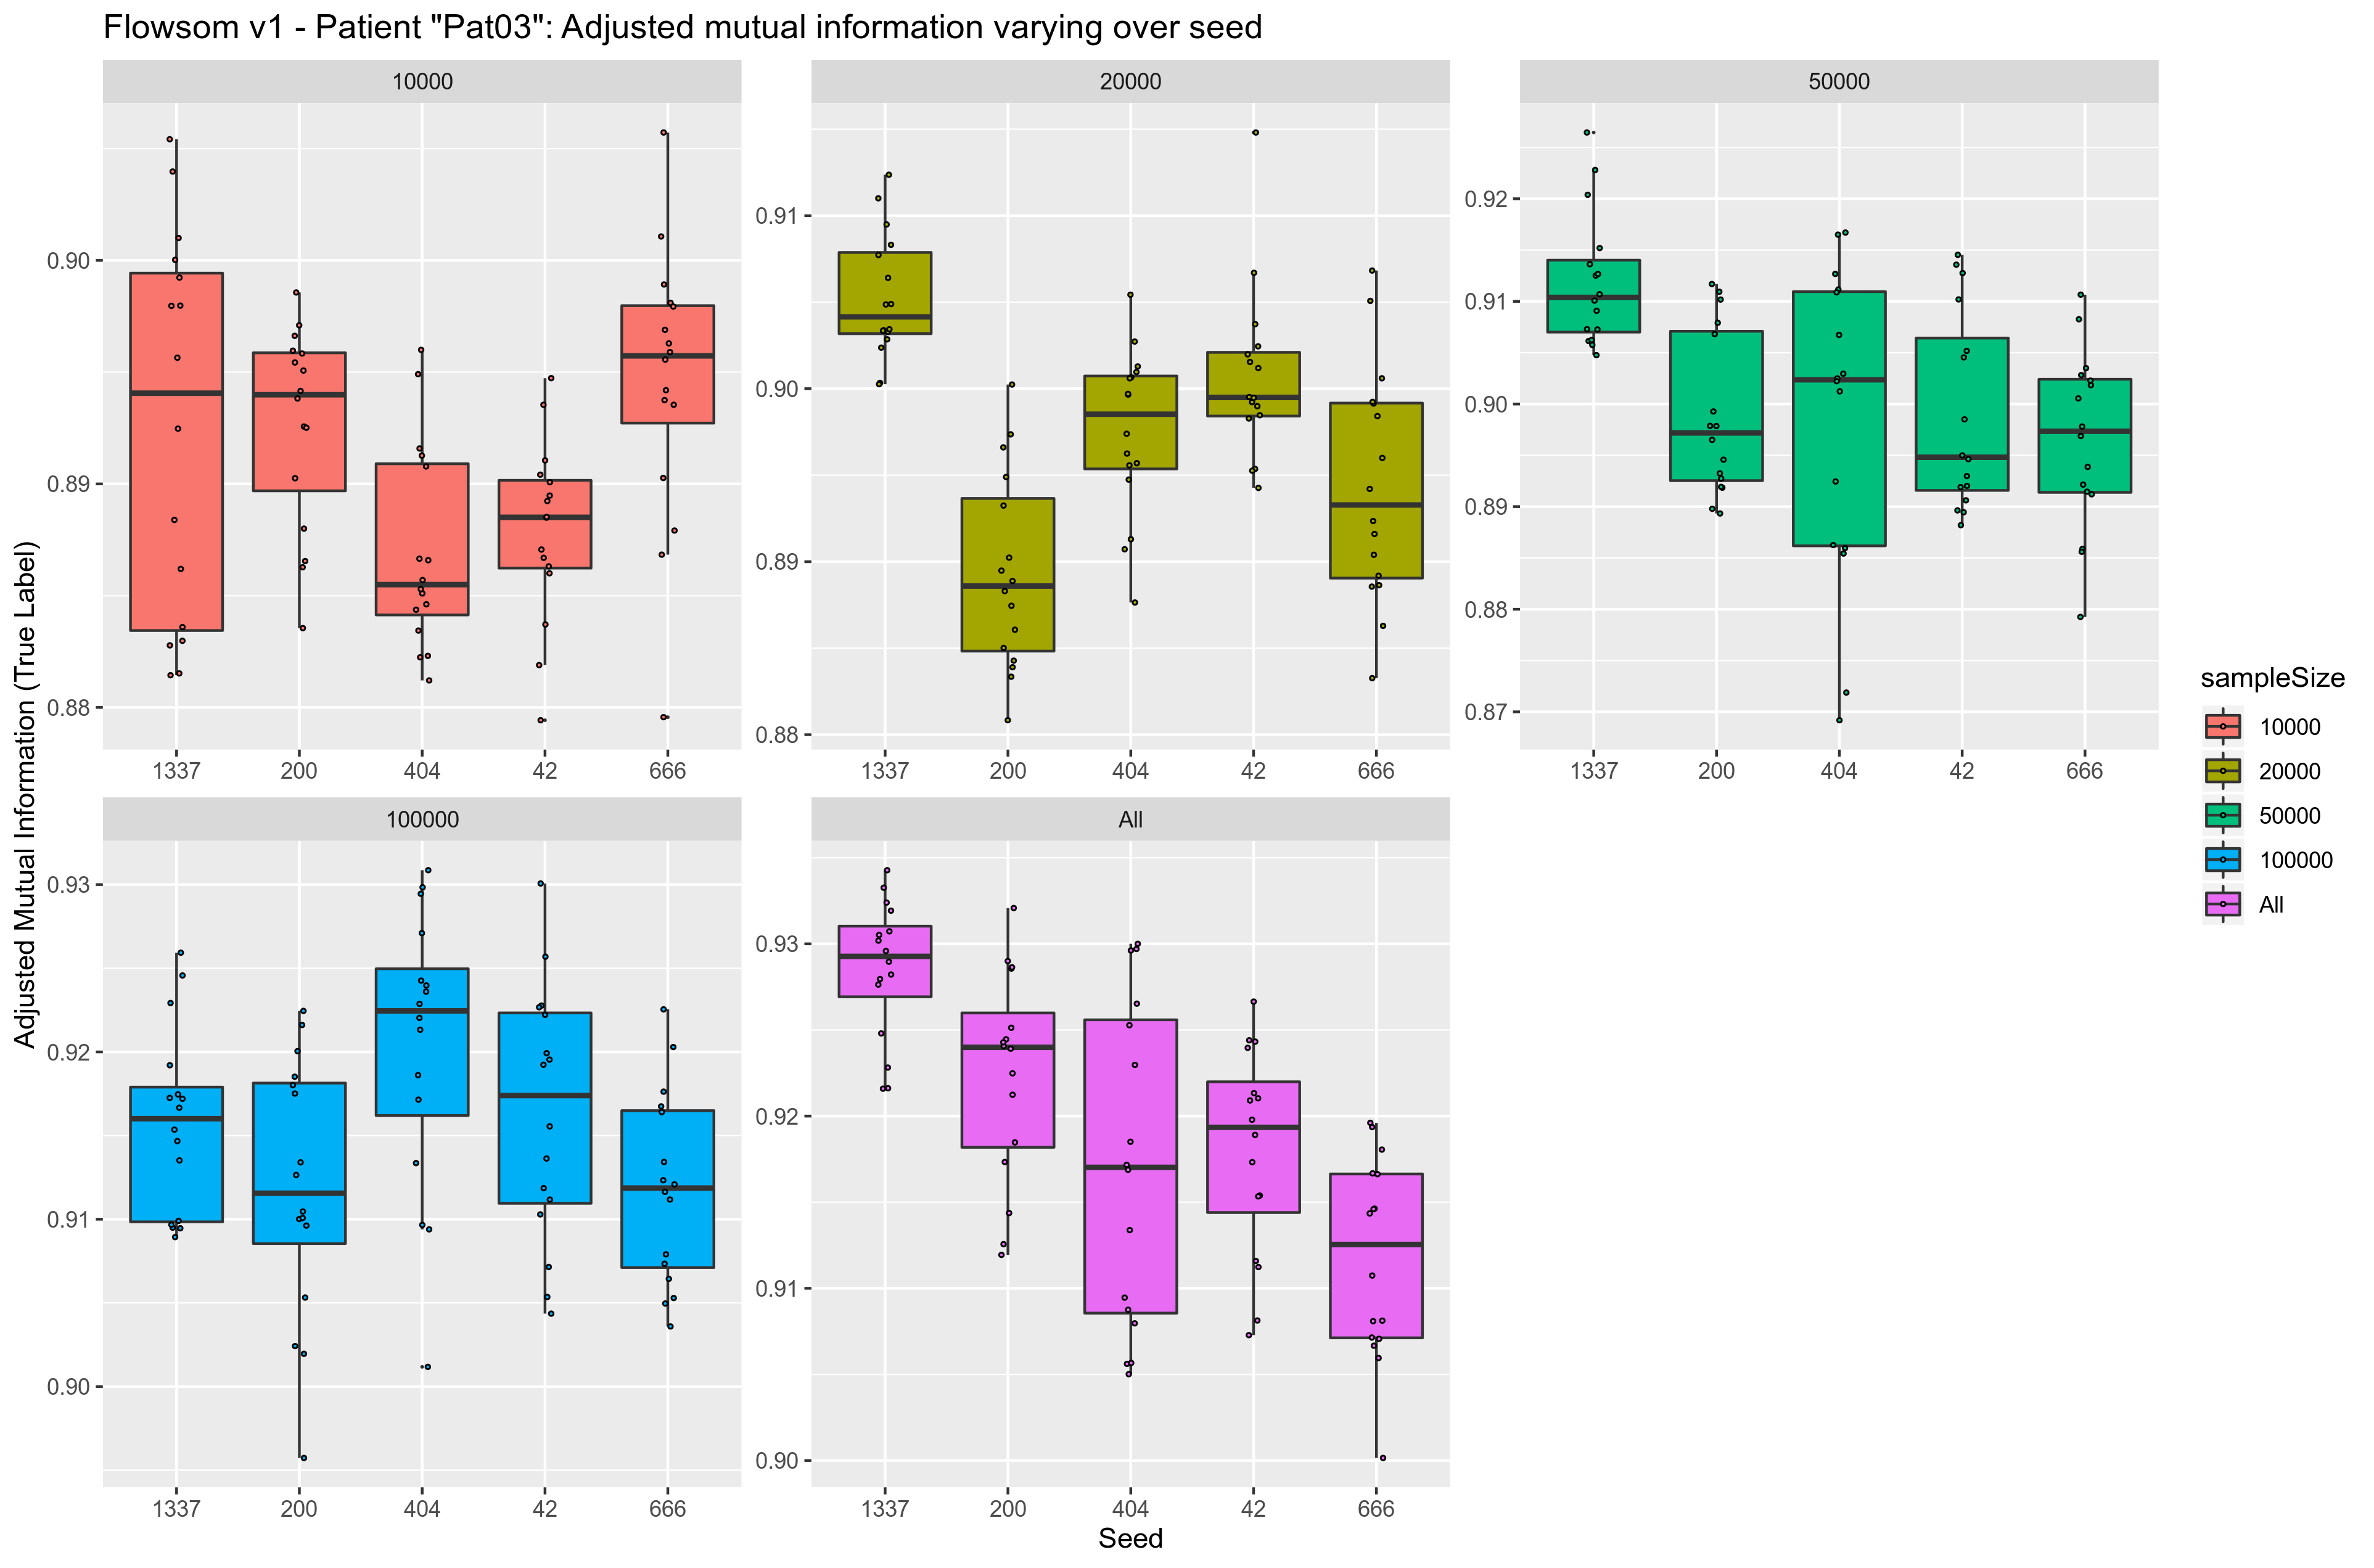 Flowsom v1 - Patient "Pat03": Adjusted mutual information varying over seed
Adjusted Mutual Information (True Label)
10000
0.90
0.89
0.88
1337 200 404 42 666
20000
0.91
0.90
0.89
0.88
1337 200 404 42 666
50000
0.92
0.91
0.90
0.89
0.88
0.87
1337 200 404 42 666
100000
0.93
0.92
0.91
0.90
1337 200 404 42 666
All
0.93
0.92
0.91
0.90
1337 200 404 42 666
Seed
sampleSize
10000
20000
50000
100000
All